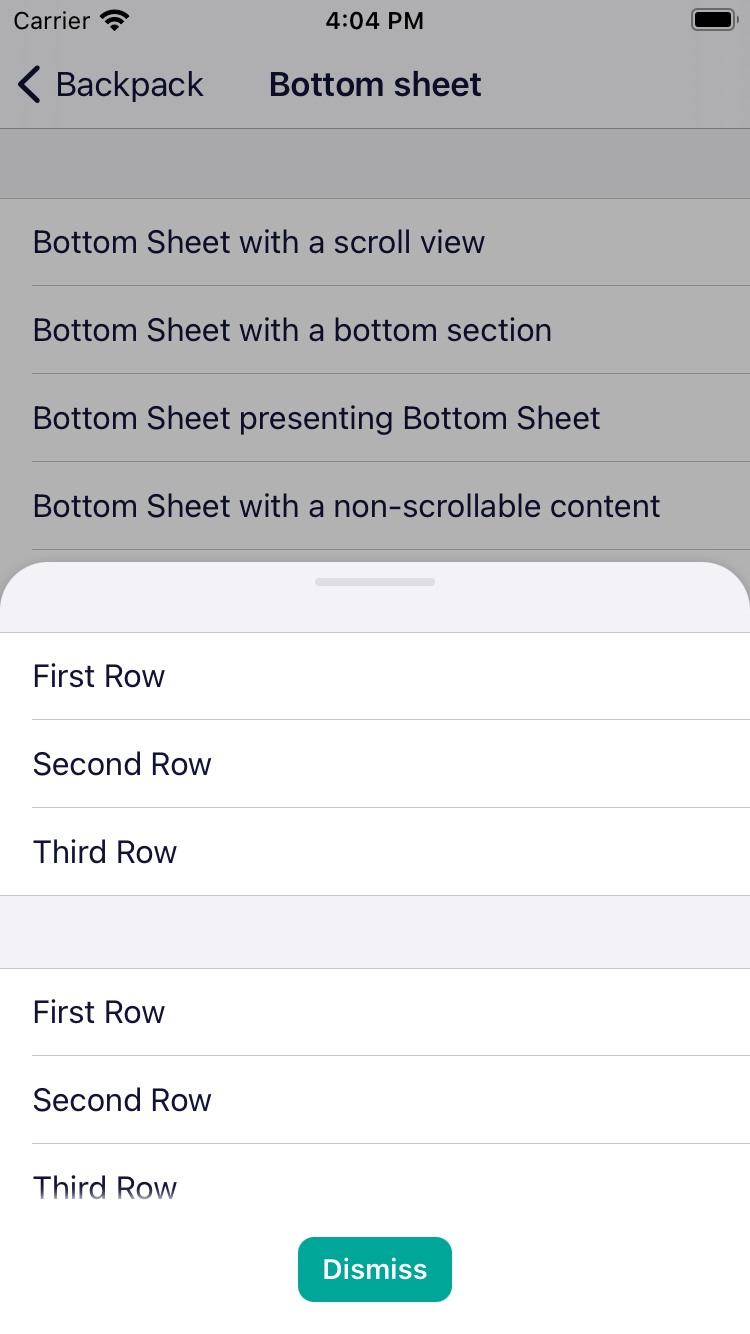 Carrier 4:04 PM
Backpack Bottom sheet
Bottom Sheet with a scroll view
Bottom Sheet with a bottom section
Bottom Sheet presenting Bottom Sheet
Bottom Sheet with a non-scrollable content
First Row
Second Row
Third Row
First Row
Second Row
Third Row
Dismiss